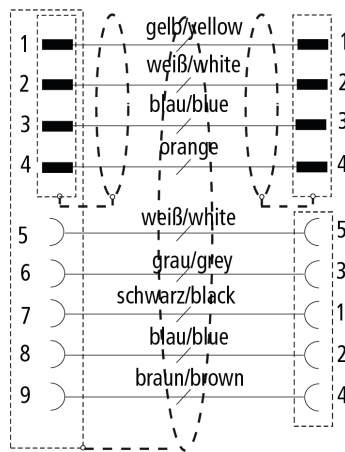 1 gelb/yellow 1
2 weiß/white 2
3 blau/blue 3
4 orange 4
5 weiß/white 5
6 grau/grey 3
7 schwarz/black 1
8 blau/blue 2
9 braun/brown 4